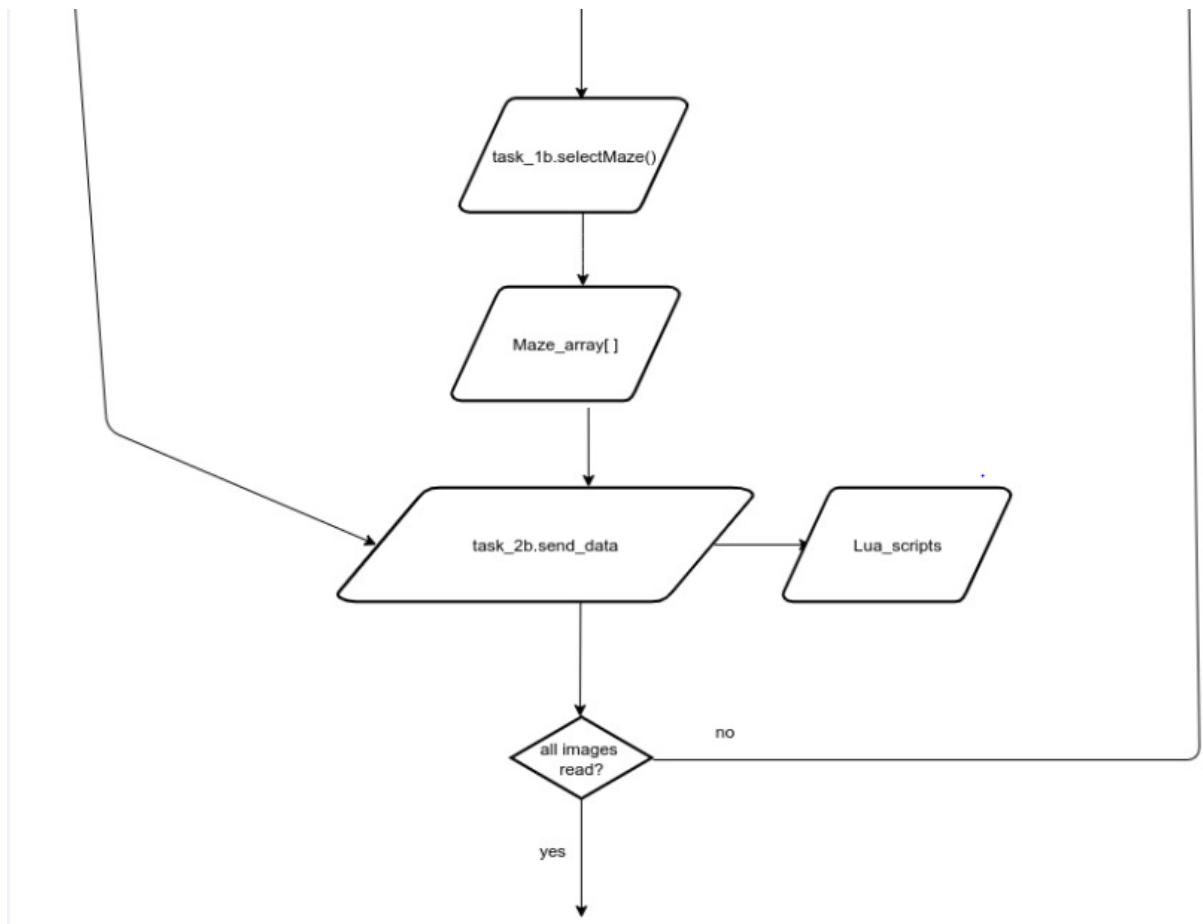 task_1b.selectMaze()
Maze_array[ ]
task_2b.send_data
Lua_scripts
no
all images
read?
yes